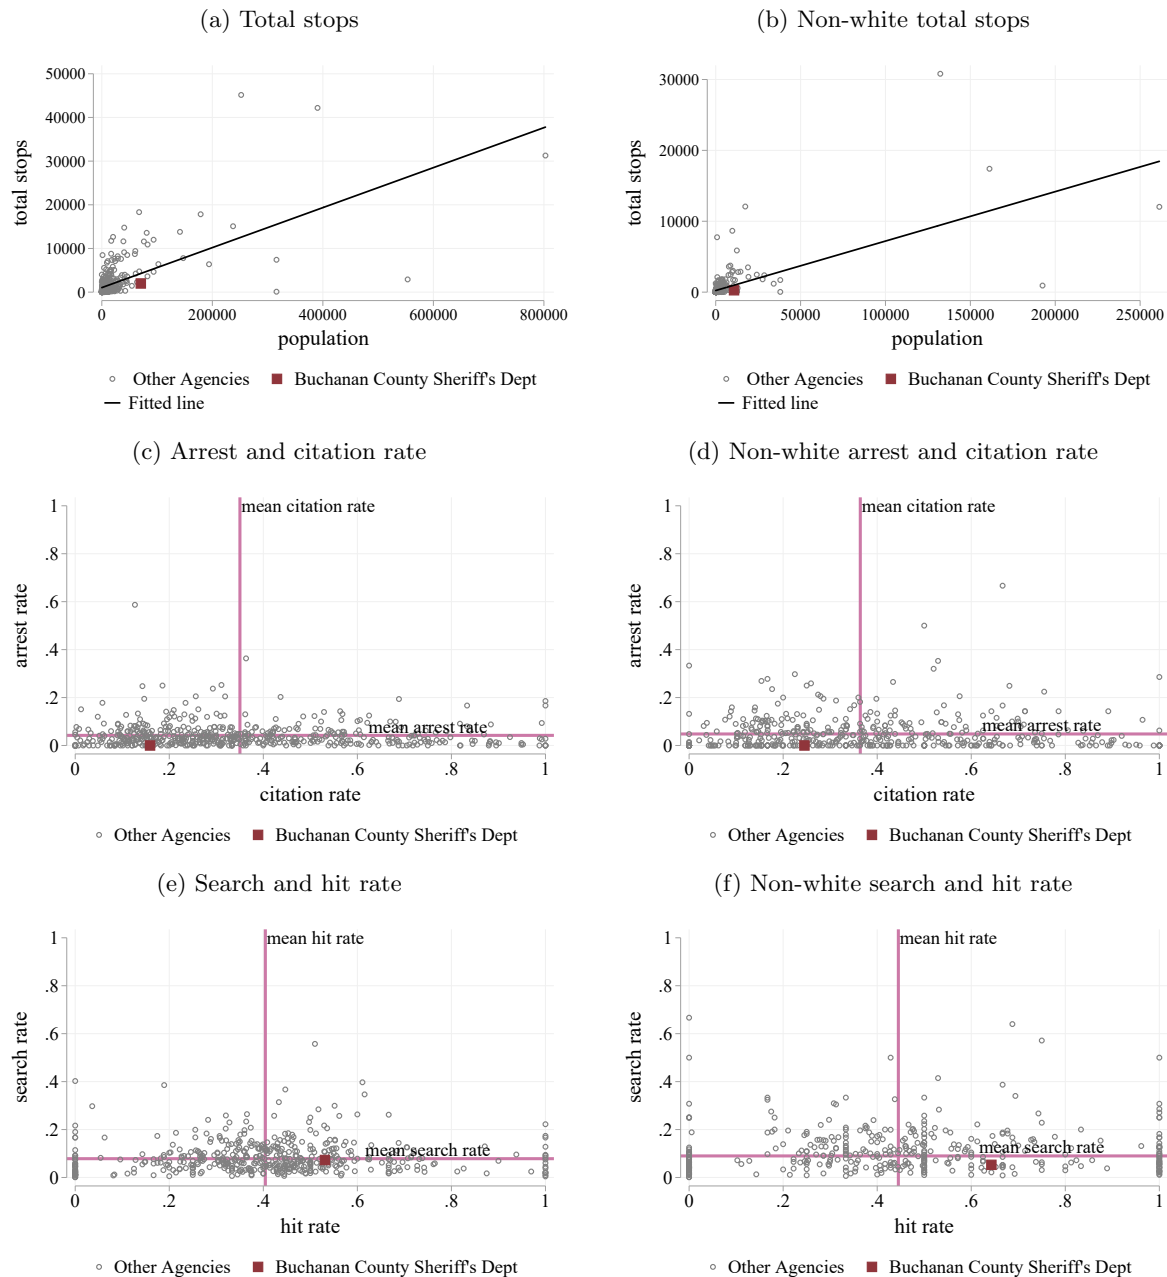 (a) Total stops
50000
40000
30000
20000
10000
0
total stops
0 200000 400000 600000 800000
population
Other Agencies Buchanan County Sheriff's Dept
Fitted line
(b) Non-white total stops
30000
20000
10000
0
total stops
0 50000 100000 150000 200000 250000
population
Other Agencies Buchanan County Sheriff's Dept
Fitted line
(c) Arrest and citation rate
mean citation rate
1
.8
.6
.4
.2
0
arrest rate
mean arrest rate
0 .2 .4 .6 .8 1
citation rate
Other Agencies Buchanan County Sheriff's Dept
(d) Non-white arrest and citation rate
mean citation rate
1
.8
.6
.4
.2
0
arrest rate
mean arrest rate
0 .2 .4 .6 .8 1
citation rate
Other Agencies Buchanan County Sheriff's Dept
(e) Search and hit rate
mean hit rate
1
.8
.6
.4
.2
0
search rate
mean search rate
0 .2 .4 .6 .8 1
hit rate
Other Agencies Buchanan County Sheriff's Dept
(f) Non-white search and hit rate
mean hit rate
1
.8
.6
.4
.2
0
search rate
mean search rate
0 .2 .4 .6 .8 1
hit rate
Other Agencies Buchanan County Sheriff's Dept